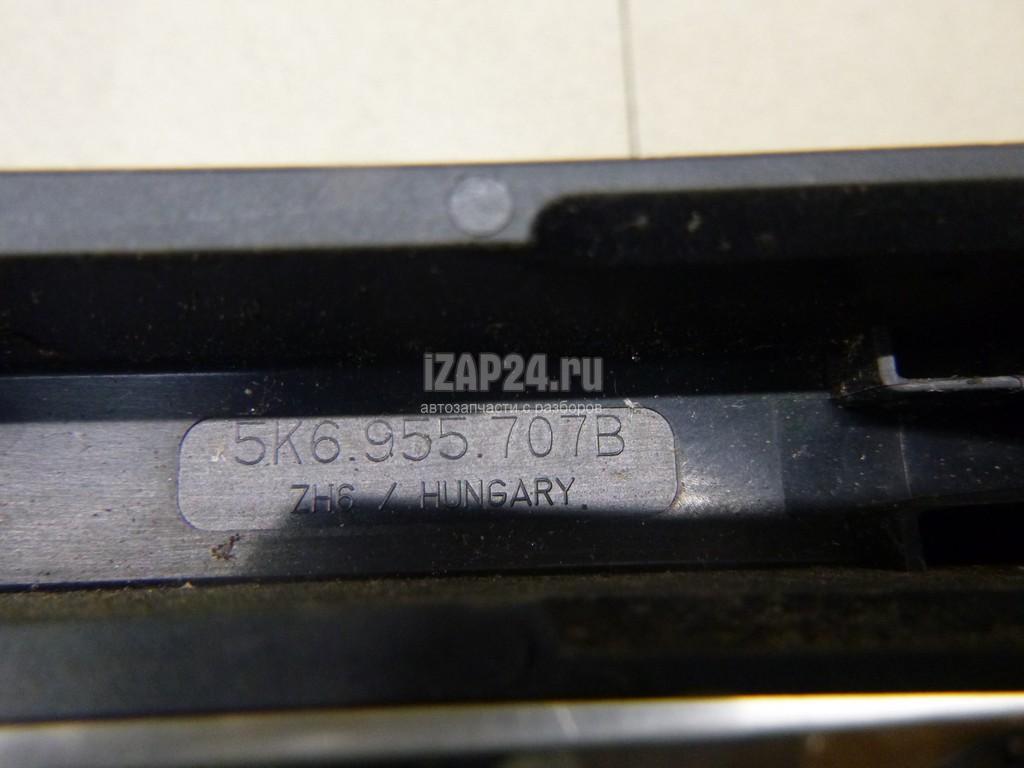 iZAP24.ru
автозапчасти с разборов
5K6.955.707B
ZH6 / HUNGARY.